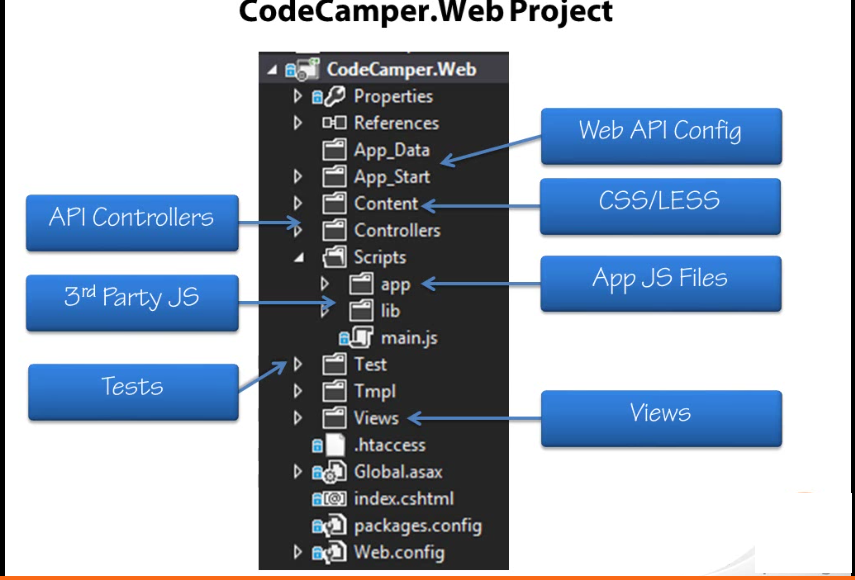 CodeCamper.Web Project
CodeCamper.Web
Properties
References
App_Data
App_Start
Content
Controllers
Scripts
app
lib
main.js
Test
Tmpl
Views
.htaccess
Global.asax
index.cshtml
packages.config
Web.config
API Controllers
3rd Party JS
Tests
Web API Config
CSS/LESS
App JS Files
Views